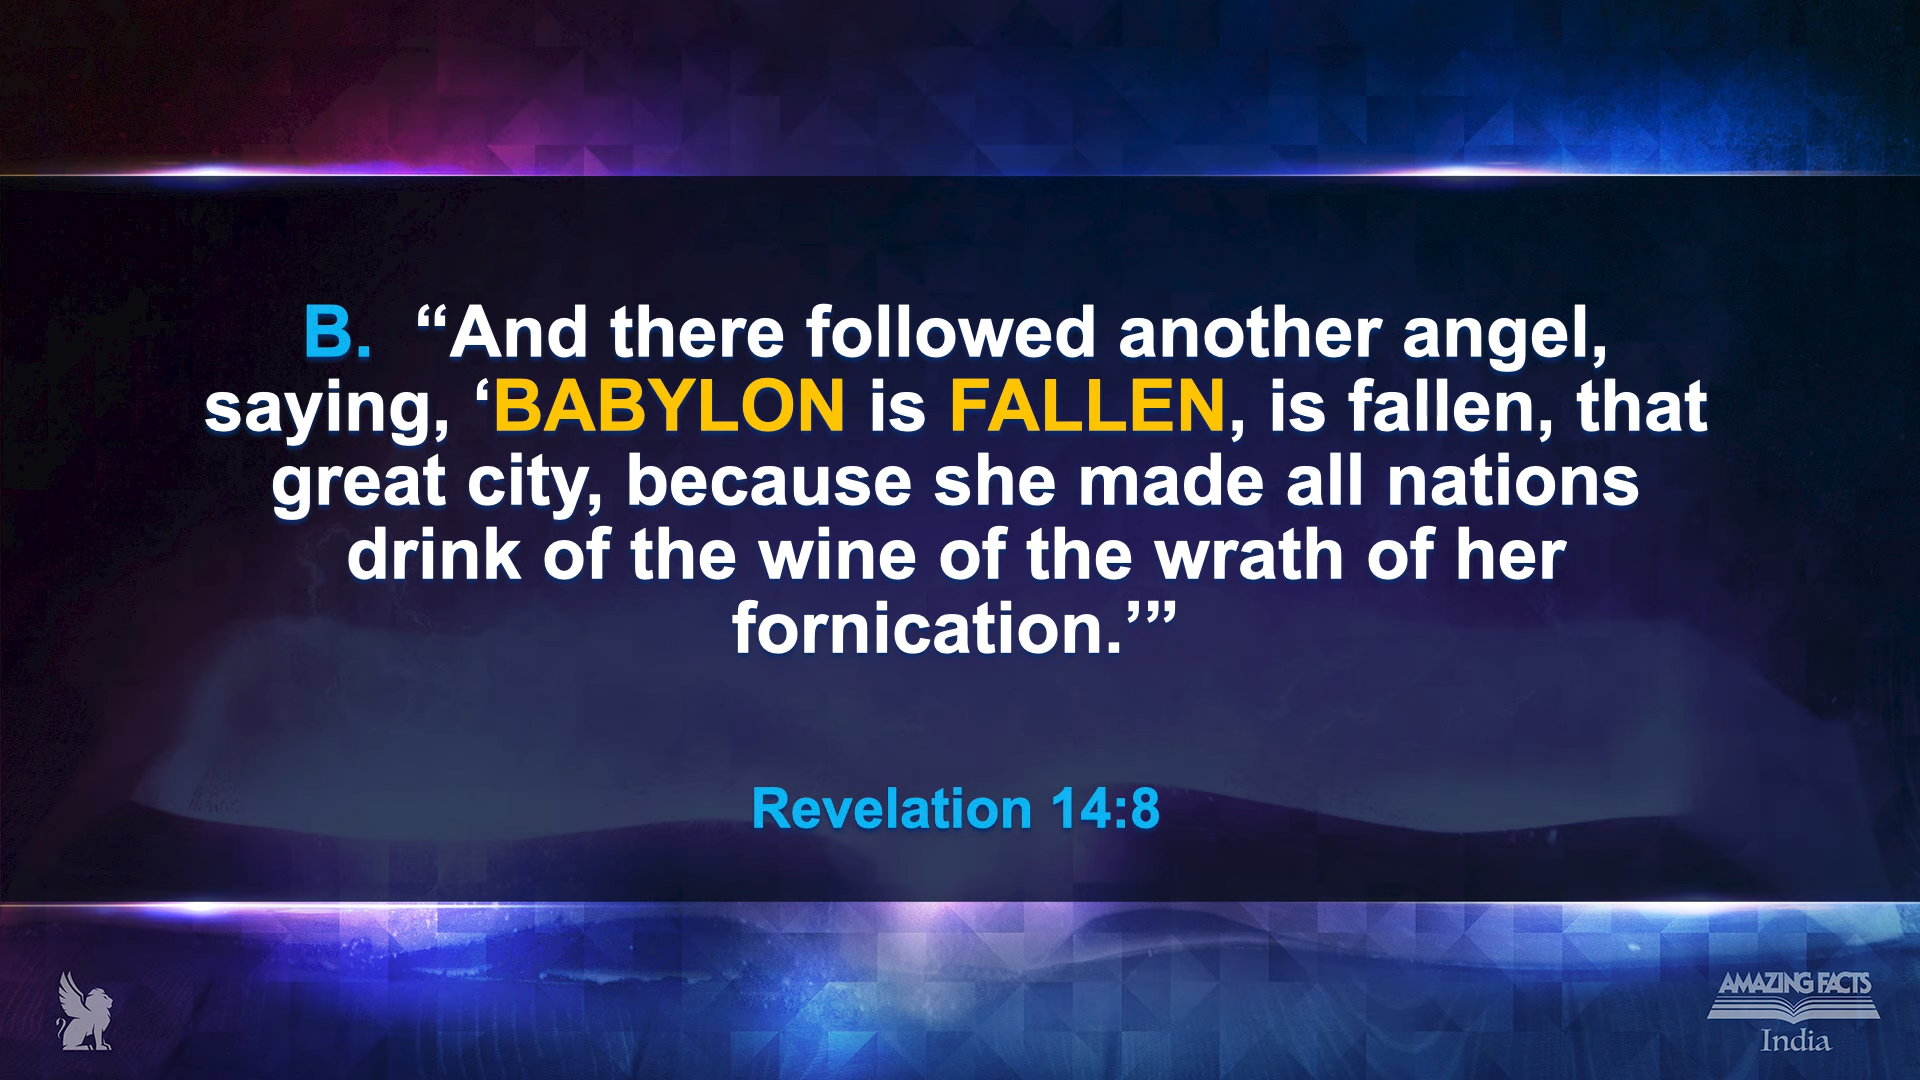 B.  “And there followed another angel,
saying, ‘BABYLON is FALLEN, is fallen, that
great city, because she made all nations
drink of the wine of the wrath of her
fornication.’”
Revelation 14:8
AMAZING FACTS
India